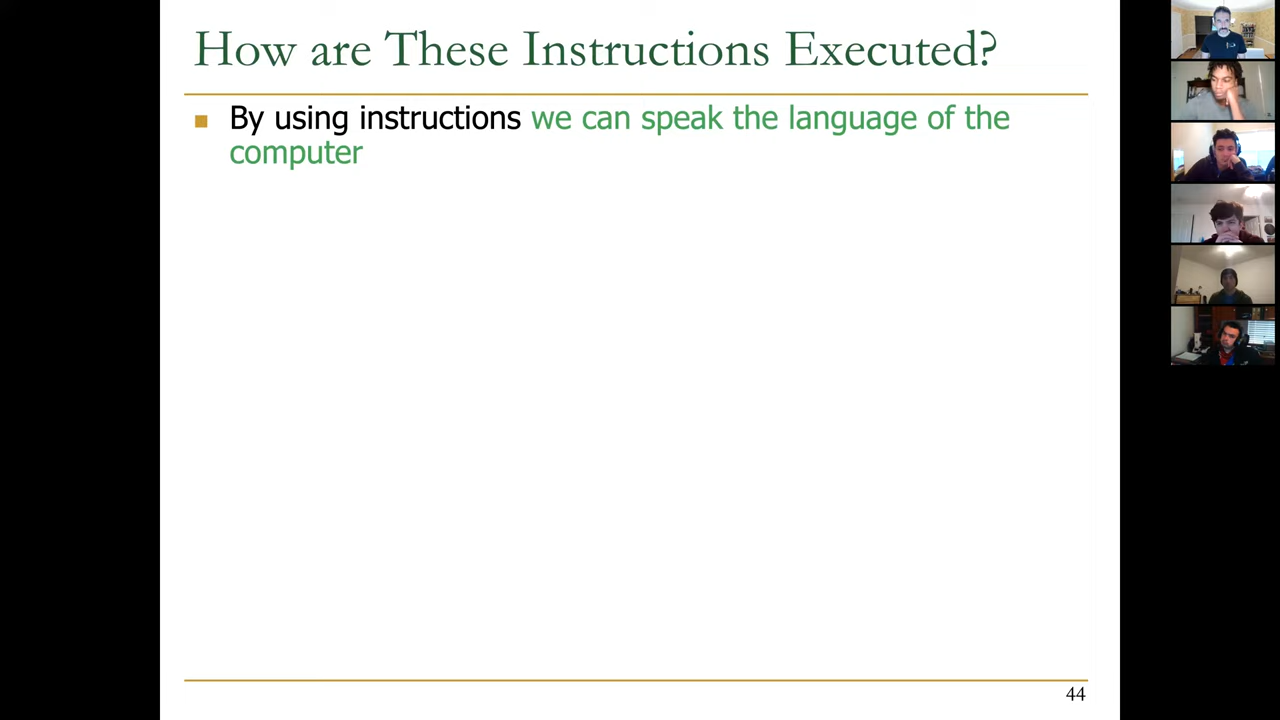 How are These Instructions Executed?
By using instructions we can speak the language of the
computer
44